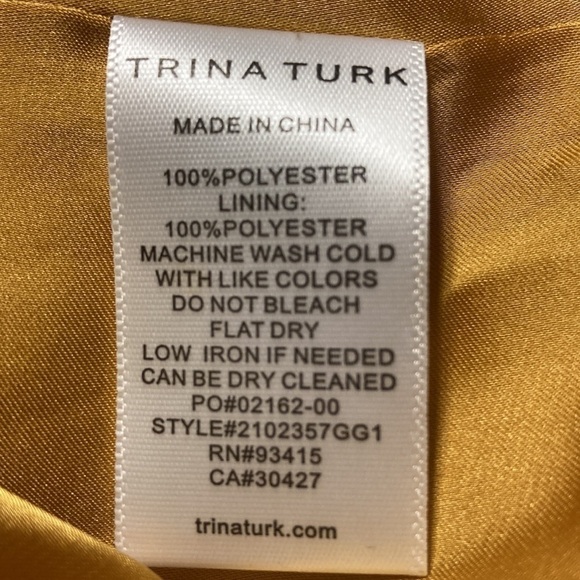 TRINA TURK
MADE IN CHINA
100%POLYESTER
LINING:
100%POLYESTER
MACHINE WASH COLD
WITH LIKE COLORS
DO NOT BLEACH
FLAT DRY
LOW IRON IF NEEDED
CAN BE DRY CLEANED
PO#02162-00
STYLE#2102357GG1
RN#93415
CA#30427
trinaturk.com